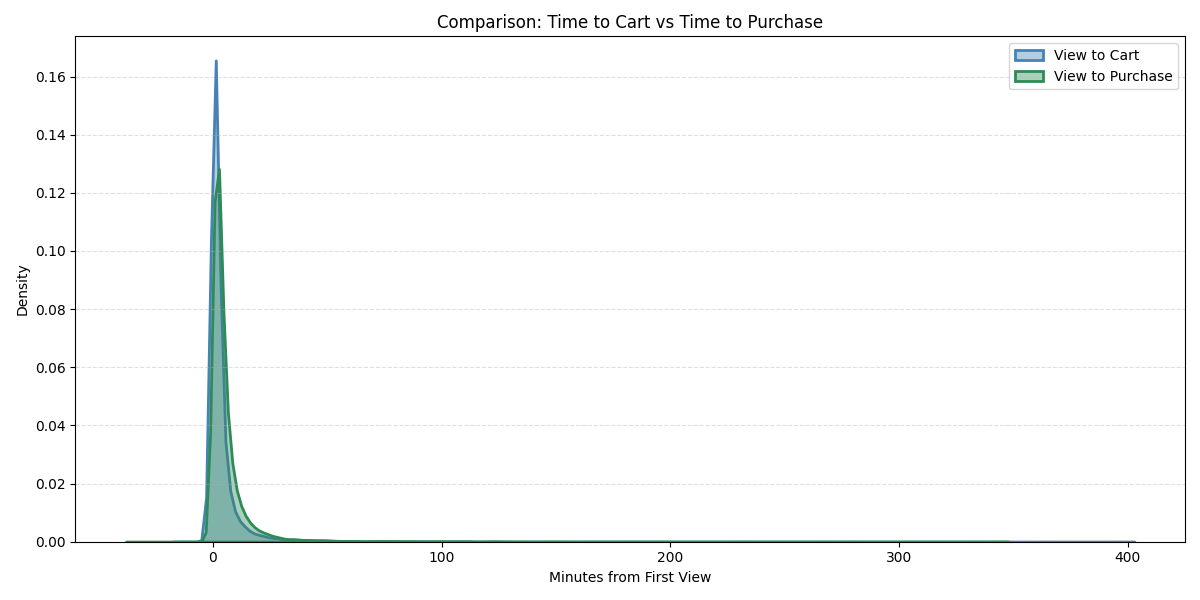 Comparison: Time to Cart vs Time to Purchase
View to Cart
View to Purchase
0.16
0.14
0.12
0.10
0.08
0.06
0.04
0.02
0.00
Density
0
100
200
300
400
Minutes from First View